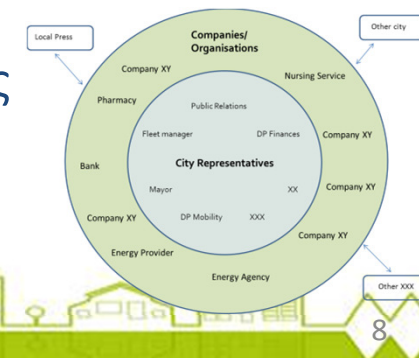 Local Press
Other city
Companies/
Organisations
Company XY
Nursing Service
Pharmacy
Public Relations
Fleet manager
DP Finances
Company XY
Bank
City Representatives
Mayor
XX
Company XY
Company XY
DP Mobility
XXX
Company XY
Energy Provider
Energy Agency
Other XXX
8